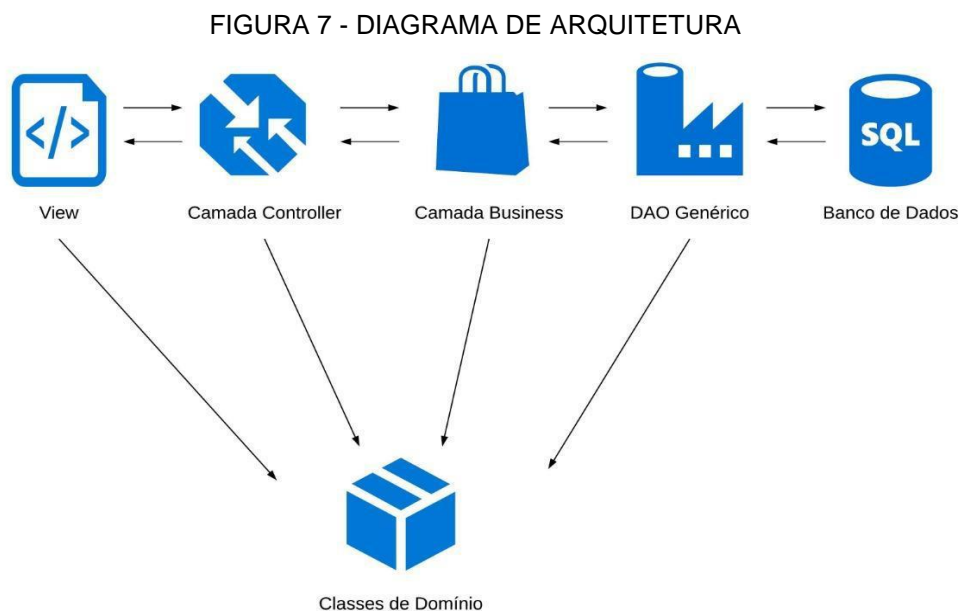 FIGURA 7 - DIAGRAMA DE ARQUITETURA
</>
SQL
View
Camada Controller
Camada Business
DAO Genérico
Banco de Dados
Classes de Domínio